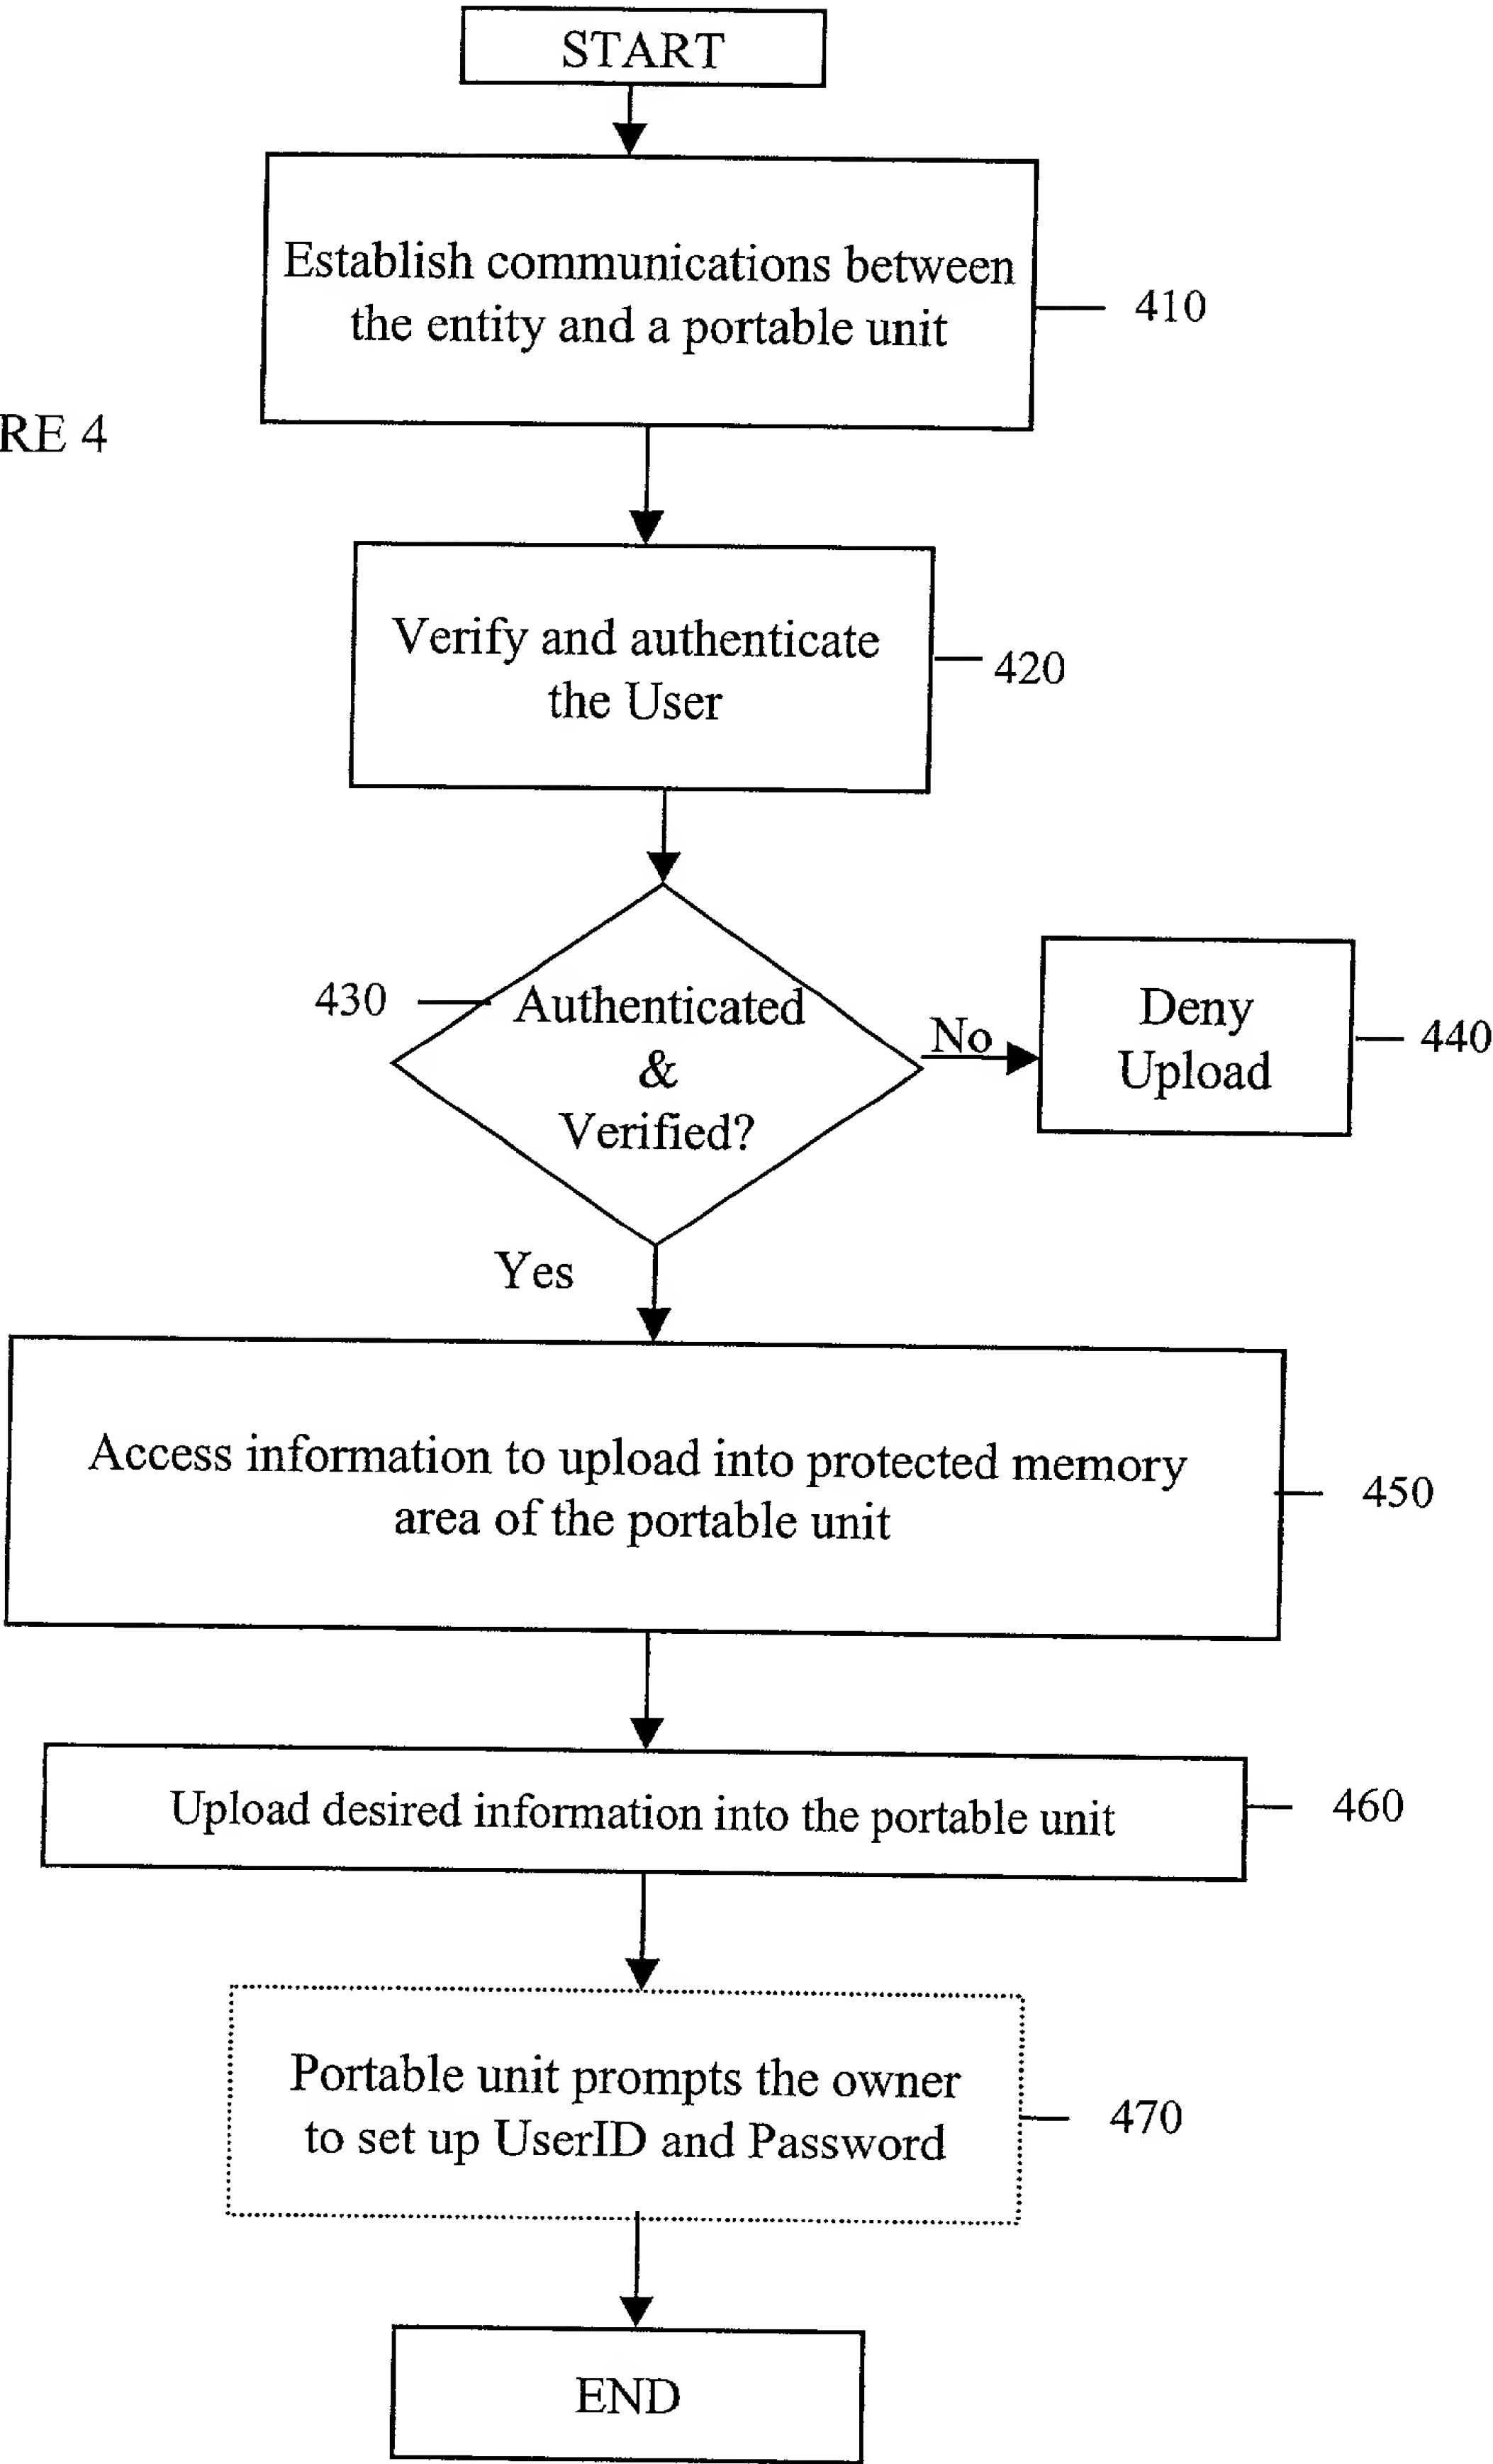 START
Establish communications between
the entity and a portable unit
410
RE 4
Verify and authenticate
the User
420
430
Authenticated
&
Verified?
No
Deny
Upload
440
Yes
Access information to upload into protected memory
area of the portable unit
450
Upload desired information into the portable unit
460
Portable unit prompts the owner
to set up UserID and Password
470
END